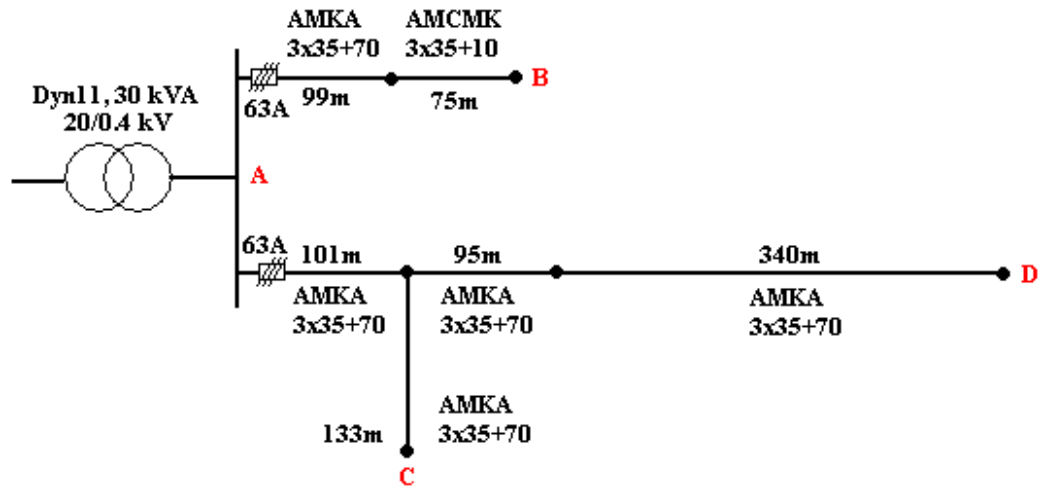 AMKA
3x35+70
AMCMK
3x35+10
Dyn11, 30 kVA
20/0.4 kV
63A
99m
75m
B
A
63A
101m
95m
340m
D
AMKA
3x35+70
AMKA
3x35+70
AMKA
3x35+70
133m
AMKA
3x35+70
C